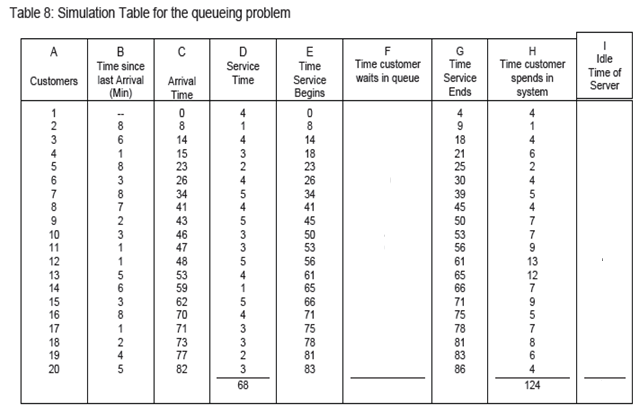 Table 8: Simulation Table for the queueing problem
A B C D E F G H I
Customers Time since last Arrival (Min) Arrival Time Service Time Time Service Begins Time customer waits in queue Time Service Ends Time customer spends in system Idle Time of Server
1 -- 0 4 0 4 4
2 8 8 1 8 9 1
3 6 14 4 14 18 4
4 1 15 3 18 21 6
5 8 23 2 23 25 2
6 3 26 4 26 30 4
7 8 34 5 34 39 5
8 7 41 4 41 45 4
9 2 43 5 45 50 7
10 3 46 3 50 53 7
11 1 47 3 53 56 9
12 1 48 5 56 61 13
13 5 53 4 61 65 12
14 6 59 1 65 66 7
15 3 62 5 66 71 9
16 8 70 4 71 75 5
17 1 71 3 75 78 7
18 2 73 3 78 81 8
19 4 77 2 81 83 6
20 5 82 3 83 86 4
68 124